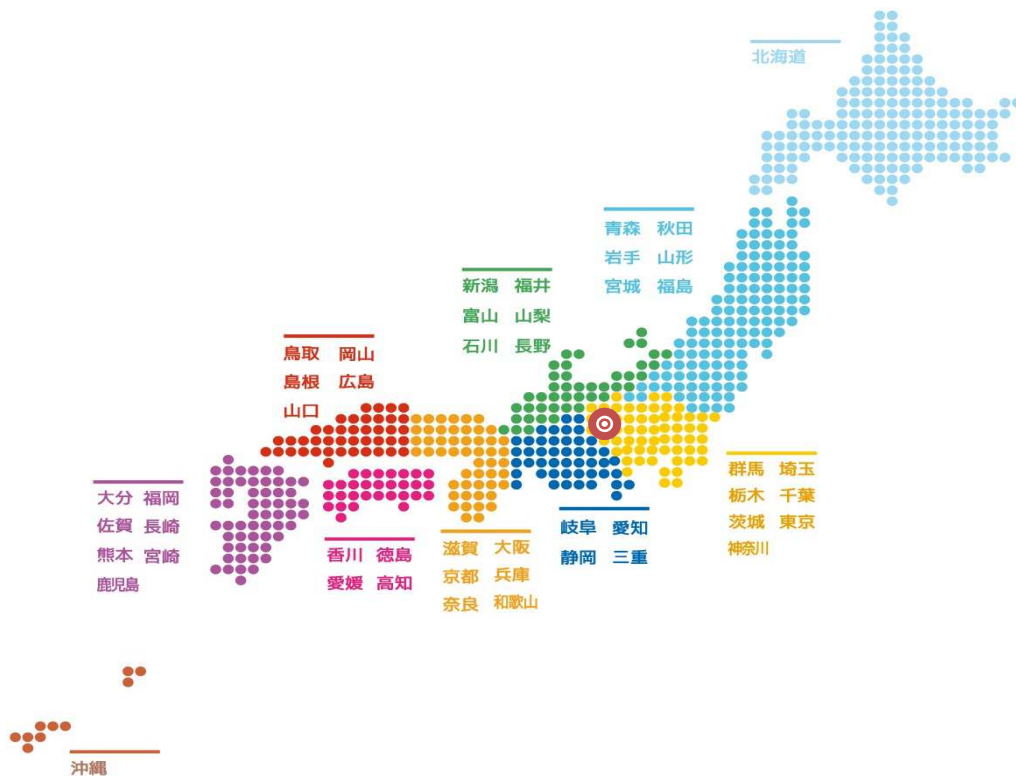 北海道
青森 秋田
岩手 山形
宮城 福島
新潟 福井
富山 山梨
石川 長野
鳥取 岡山
島根 広島
山口
群馬 埼玉
栃木 千葉
茨城 東京
神奈川
大分 福岡
佐賀 長崎
熊本 宮崎
鹿児島
香川 徳島
愛媛 高知
滋賀 大阪
京都 兵庫
奈良 和歌山
岐阜 愛知
静岡 三重
沖縄